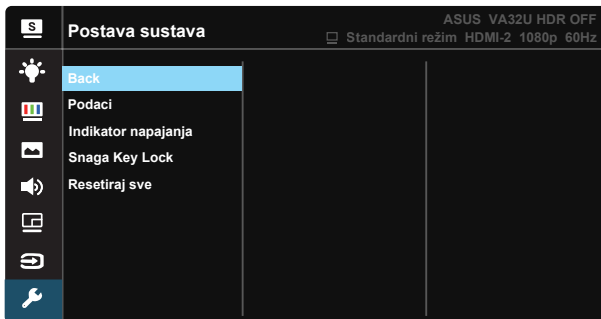 S
Postava sustava
ASUS VA32U HDR OFF
Standardni režim HDMI-2 1080p 60Hz
Back
Podaci
Indikator napajanja
Snaga Key Lock
Resetiraj sve